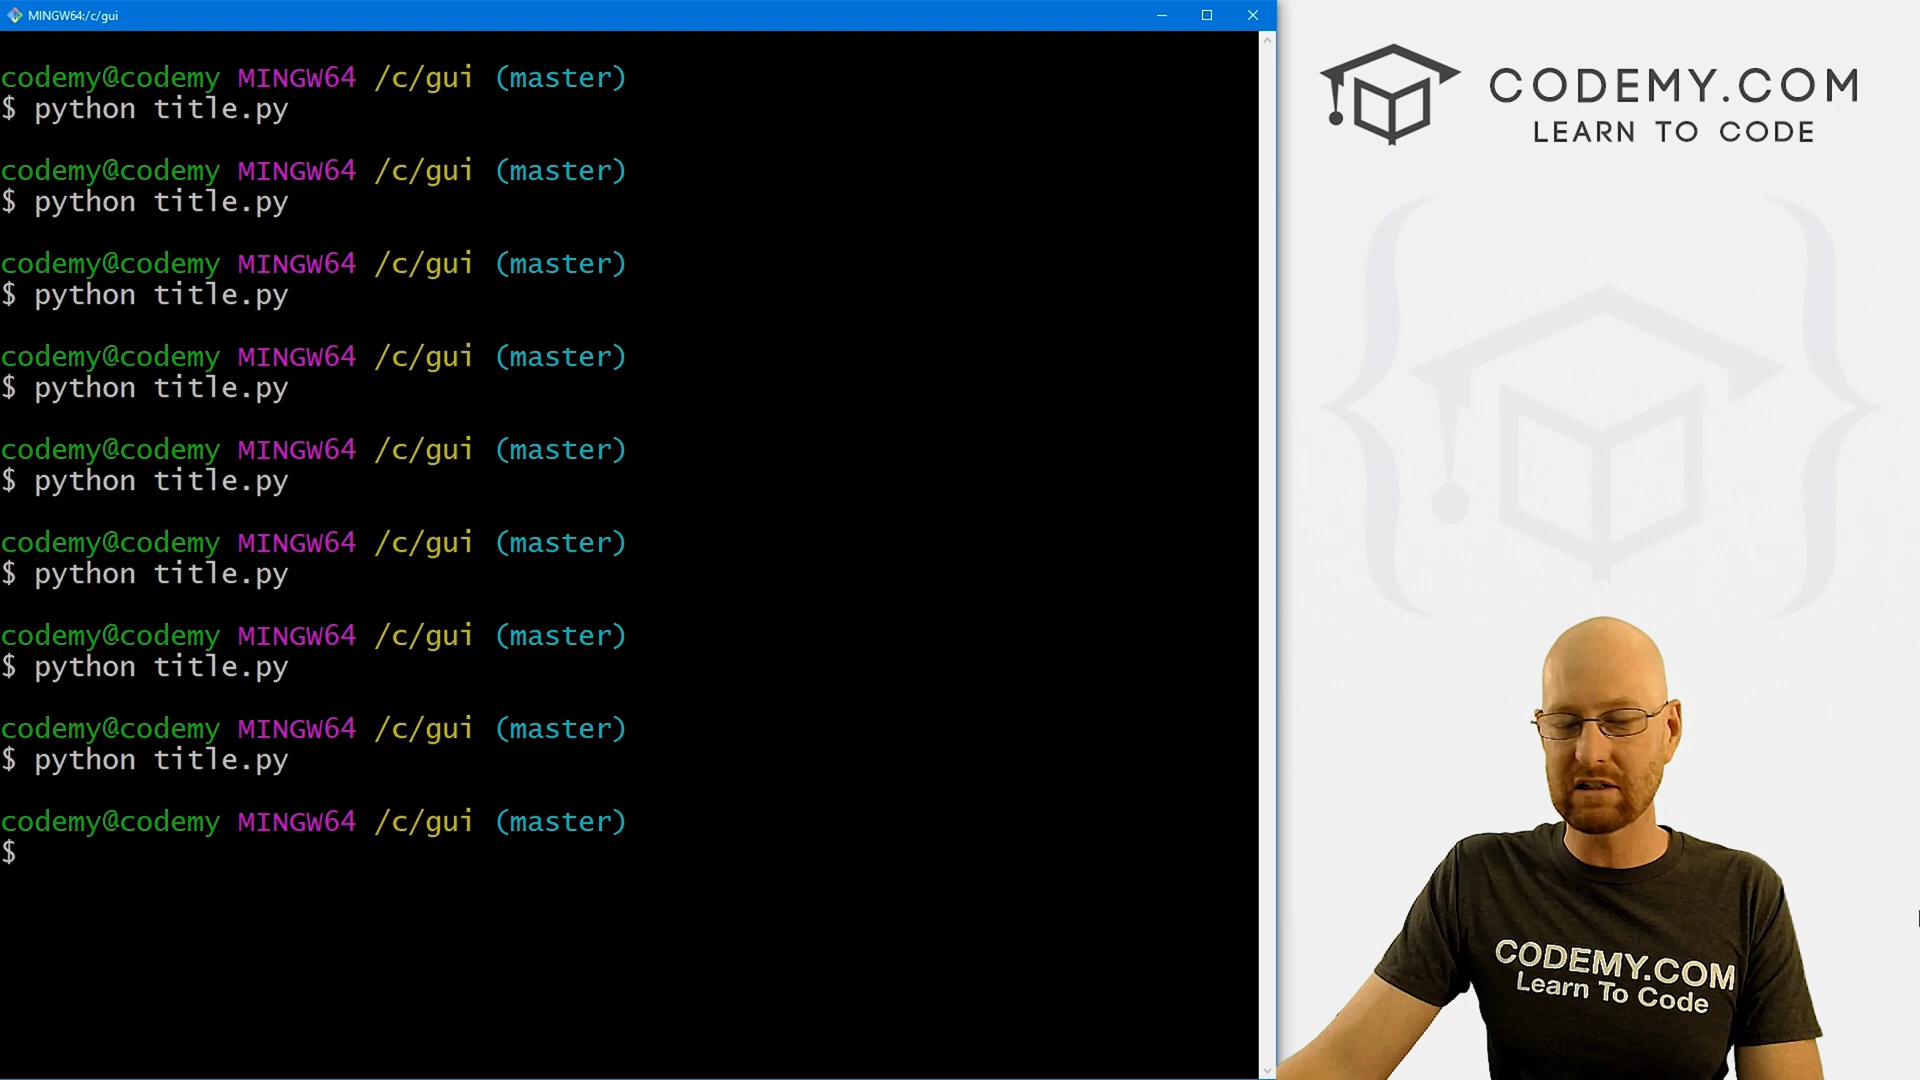 MINGW64:/c/gui
codemy@codemy MINGW64 /c/gui (master)
$ python title.py
codemy@codemy MINGW64 /c/gui (master)
$ python title.py
codemy@codemy MINGW64 /c/gui (master)
$ python title.py
codemy@codemy MINGW64 /c/gui (master)
$ python title.py
codemy@codemy MINGW64 /c/gui (master)
$ python title.py
codemy@codemy MINGW64 /c/gui (master)
$ python title.py
codemy@codemy MINGW64 /c/gui (master)
$ python title.py
codemy@codemy MINGW64 /c/gui (master)
$ python title.py
codemy@codemy MINGW64 /c/gui (master)
$
CODEMY.COM
LEARN TO CODE
CODEMY.COM
Learn To Code